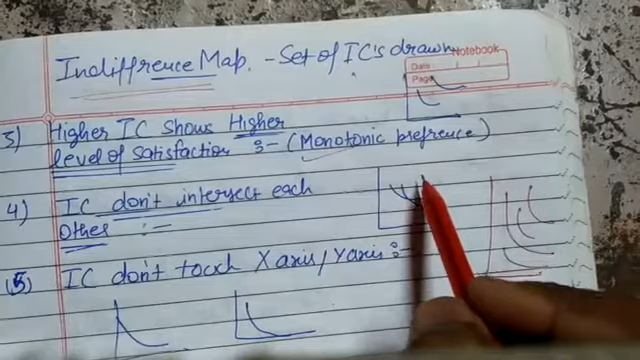 Indiffrence Map. - Set of IC's drawn
Notebook
Date
Page
3) Higher IC Shows Higher
level of Satisfaction :- (Monotonic prefrence)
4) IC don't intersect each
Other :-
(5) IC don't touch X axis/Y axis :-